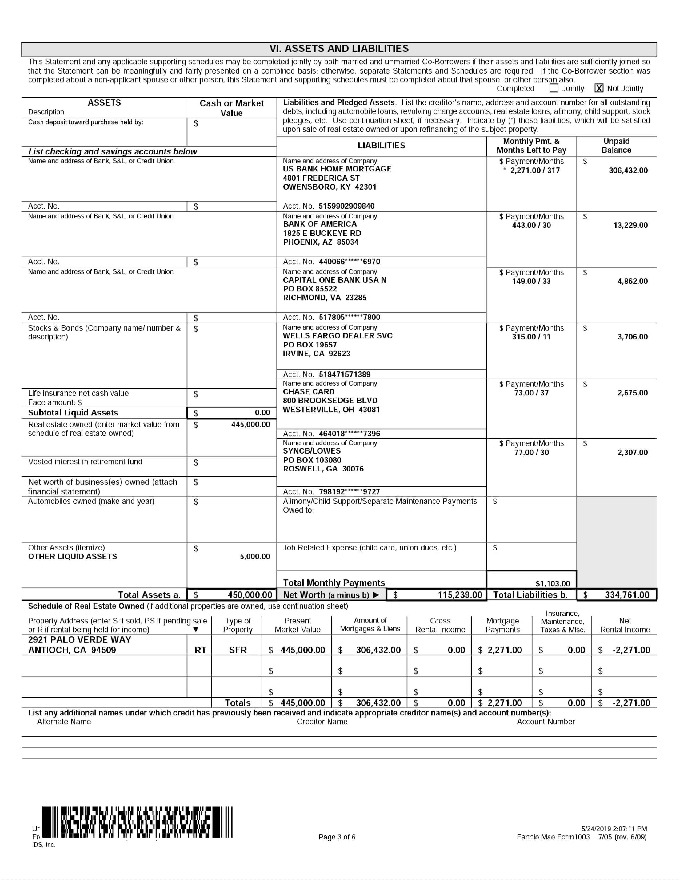 VI. ASSETS AND LIABILITIES
This Statement and any applicable supporting schedules may be completed jointly by both married and unmarried Co-Borrowers if their assets and liabilities are sufficiently joined so
that the Statement can be meaningfully and fairly presented on a combined basis; otherwise, separate Statements and Schedules are required. If the Co-Borrower section was
completed about a non-applicant spouse or other person, this Statement and supporting schedules must be completed about that spouse or other person also.
Completed Jointly X Not Jointly
ASSETS
Description
Cash or Market
Value
Cash deposit toward purchase held by:
$
List checking and savings accounts below
Liabilities and Pledged Assets. List the creditor's name, address and account number for all outstanding
debts, including automobile loans, revolving charge accounts, real estate loans, alimony, child support, stock
pledges, etc. Use continuation sheet, if necessary. Indicate by (*) those liabilities, which will be satisfied
upon sale of real estate owned or upon refinancing of the subject property.
LIABILITIES
Monthly Pmt. &
Months Left to Pay
Unpaid
Balance
Name and address of Bank, S&L, or Credit Union
Acct. No.
$
Name and address of Company
US BANK HOME MORTGAGE
4801 FREDERICA ST
OWENSBORO, KY 42301
Acct. No. 5159902909840
$ Payment/Months
* 2,271.00 / 317
$
306,432.00
Name and address of Bank, S&L, or Credit Union
Acct. No.
$
Name and address of Company
BANK OF AMERICA
1825 E BUCKEYE RD
PHOENIX, AZ 85034
Acct. No. 440066******6970
$ Payment/Months
443.00 / 30
$
13,229.00
Name and address of Bank, S&L, or Credit Union
Acct. No.
$
Name and address of Company
CAPITAL ONE BANK USA N
PO BOX 85522
RICHMOND, VA 23285
Acct. No. 517805******7800
$ Payment/Months
149.00 / 33
$
4,862.00
Stocks & Bonds (Company name/ number &
description)
$
Name and address of Company
WELLS FARGO DEALER SVC
PO BOX 19657
IRVINE, CA 92623
Acct. No. 518471571389
$ Payment/Months
315.00 / 11
$
3,706.00
Life insurance net cash value
Face amount: $
$
Subtotal Liquid Assets
$ 0.00
Real estate owned (enter market value from
schedule of real estate owned)
$ 445,000.00
Name and address of Company
CHASE CARD
800 BROOKSEDGE BLVD
WESTERVILLE, OH 43081
Acct. No. 464018******7396
$ Payment/Months
73.00 / 37
$
2,675.00
Vested interest in retirement fund
$
Net worth of business(es) owned (attach
financial statement)
$
Name and address of Company
SYNCB/LOWES
PO BOX 103080
ROSWELL, GA 30076
Acct. No. 798192******9727
$ Payment/Months
77.00 / 30
$
2,307.00
Automobiles owned (make and year)
$
Alimony/Child Support/Separate Maintenance Payments
Owed to:
$
Other Assets (itemize)
OTHER LIQUID ASSETS
$
5,000.00
Job Related Expense (child care, union dues, etc.)
$
Total Monthly Payments
$1,103.00
Total Assets a. $ 450,000.00 Net Worth (a minus b) ► $ 115,239.00 Total Liabilities b. $ 334,761.00
Schedule of Real Estate Owned (If additional properties are owned, use continuation sheet)
Property Address (enter S if sold, PS if pending sale
or R if rental being held for income) ▼
Type of
Property
Present
Market Value
Amount of
Mortgages & Liens
Gross
Rental Income
Mortgage
Payments
Insurance,
Maintenance,
Taxes & Misc.
Net
Rental Income
2921 PALO VERDE WAY
ANTIOCH, CA 94509 RT SFR $ 445,000.00 $ 306,432.00 $ 0.00 $ 2,271.00 $ 0.00 $ -2,271.00
$ $ $ $ $ $
$ $ $ $ $ $
Totals $ 445,000.00 $ 306,432.00 $ 0.00 $ 2,271.00 $ 0.00 $ -2,271.00
List any additional names under which credit has previously been received and indicate appropriate creditor name(s) and account number(s):
Alternate Name Creditor Name Account Number
IDS, Inc.
Page 3 of 6
5/24/2019 2:07:11 PM
Fannie Mae Form 1003 7/05 (rev. 6/09)